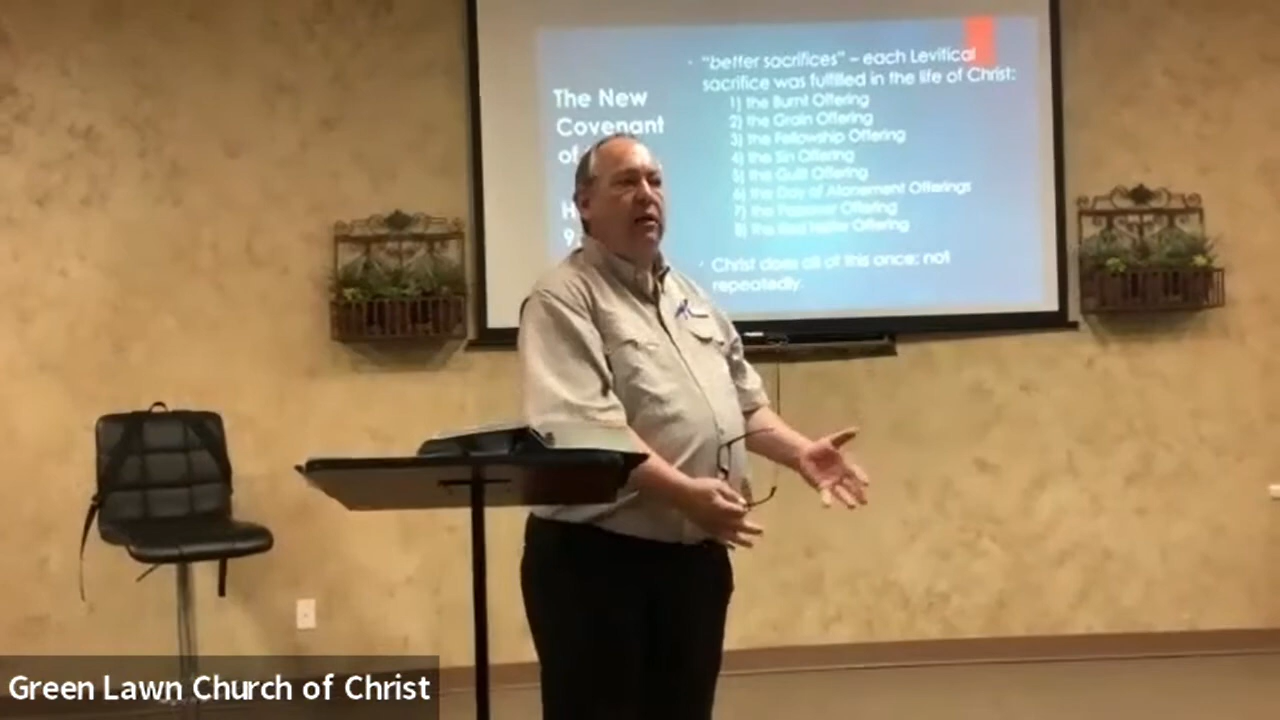 The New
Covenant
of
H
9
• "better sacrifices" – each Levitical
sacrifice was fulfilled in the life of Christ:
1) the Burnt Offering
2) the Grain Offering
3) the Fellowship Offering
4) the Sin Offering
5) the Guilt Offering
6) the Day of Atonement Offerings
7) the Passover Offering
8) the Red Heifer Offering
• Christ does all of this once; not
repeatedly.
Green Lawn Church of Christ